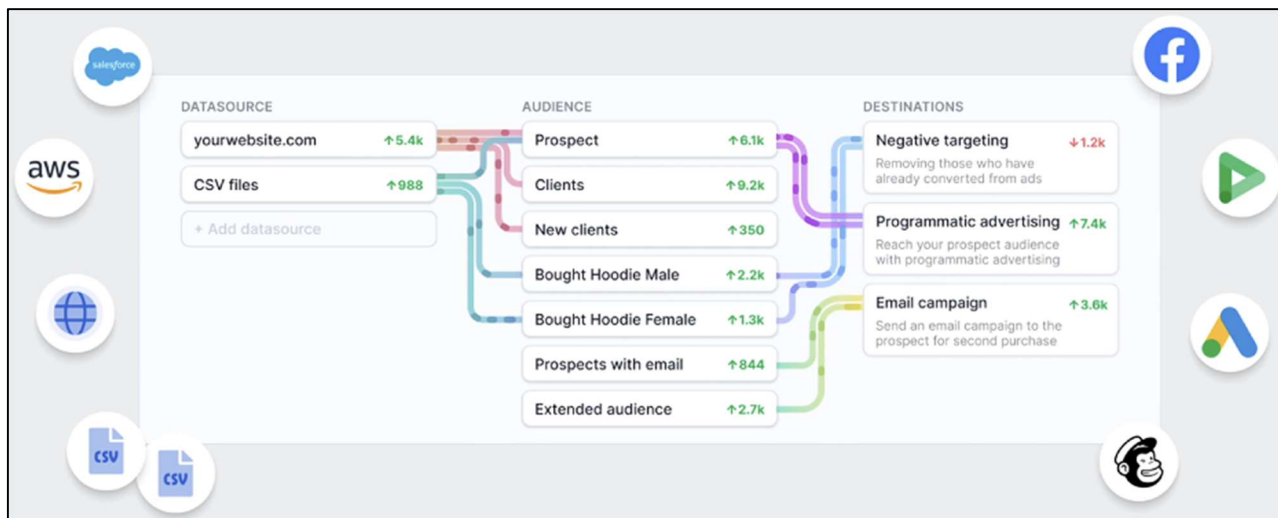 salesforce
aws
CSV
CSV
DATASOURCE
yourwebsite.com ↑5.4k
CSV files ↑988
+ Add datasource
AUDIENCE
Prospect ↑6.1k
Clients ↑9.2k
New clients ↑350
Bought Hoodie Male ↑2.2k
Bought Hoodie Female ↑1.3k
Prospects with email ↑844
Extended audience ↑2.7k
DESTINATIONS
Negative targeting ↓1.2k
Removing those who have
already converted from ads
Programmatic advertising ↑7.4k
Reach your prospect audience
with programmatic advertising
Email campaign ↑3.6k
Send an email campaign to the
prospect for second purchase